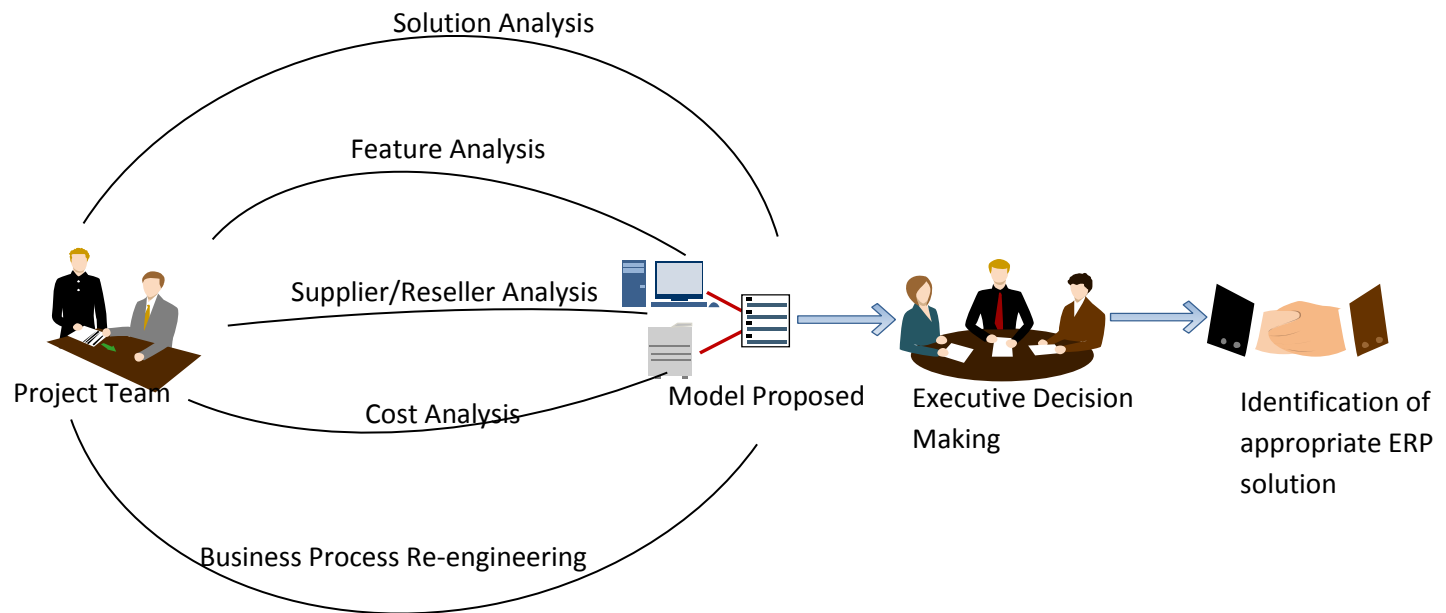 Solution Analysis
Feature Analysis
Supplier/Reseller Analysis
Project Team
Cost Analysis
Model Proposed
Executive Decision
Making
Identification of
appropriate ERP
solution
Business Process Re-engineering